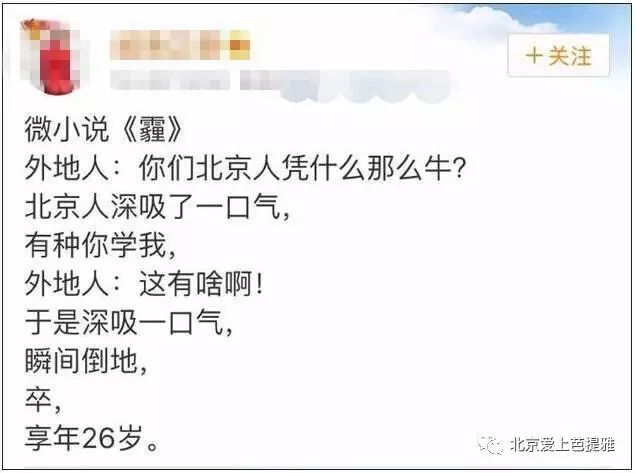 +关注
微小说《霾》
外地人：你们北京人凭什么那么牛？
北京人深吸了一口气，
有种你学我，
外地人：这有啥啊！
于是深吸一口气，
瞬间倒地，
卒，
享年26岁。
北京爱上芭提雅